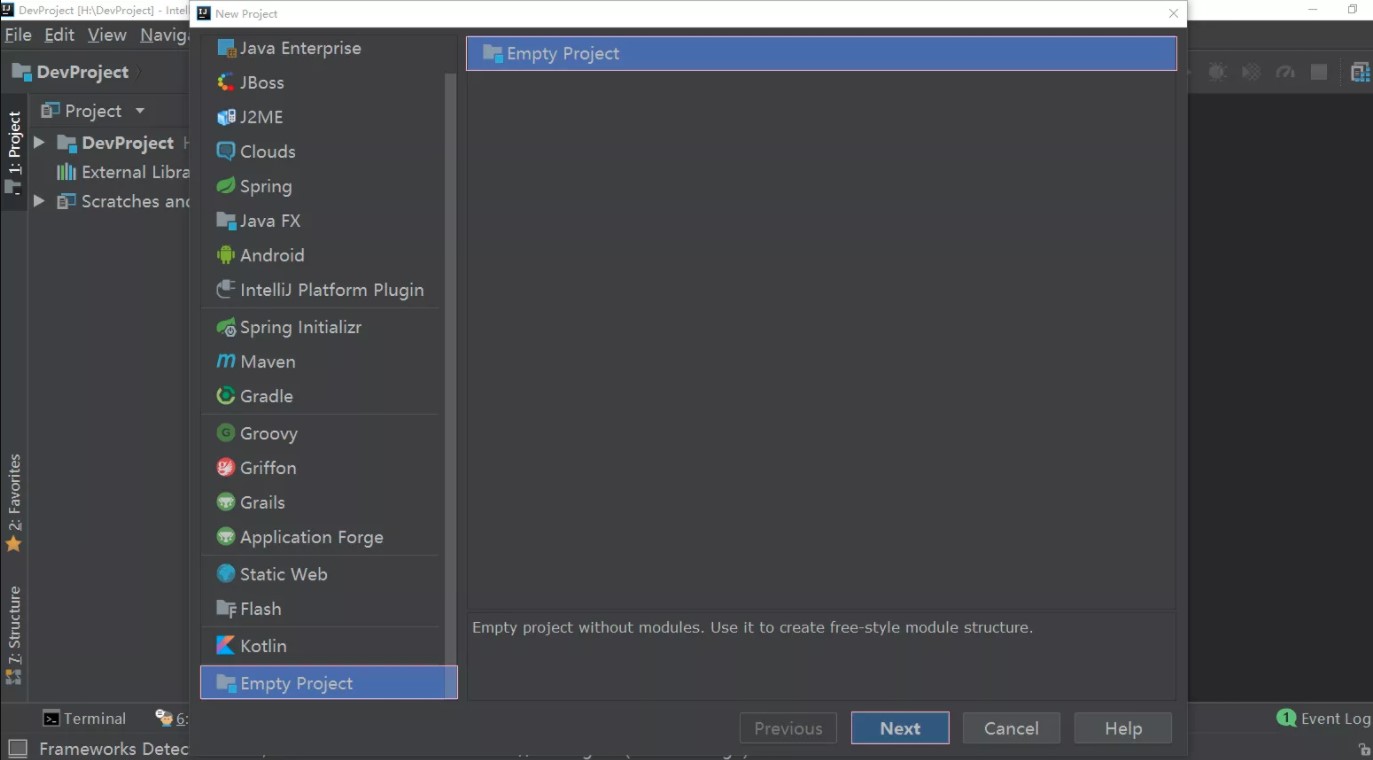 DevProject [H:\DevProject] - Intel
New Project
File Edit View Naviga
DevProject
Project
1: Project
DevProject
External Libra
Scratches and
2: Favorites
7: Structure
Java Enterprise
JBoss
J2ME
Clouds
Spring
Java FX
Android
IntelliJ Platform Plugin
Spring Initializr
Maven
Gradle
Groovy
Griffon
Grails
Application Forge
Static Web
Flash
Kotlin
Empty Project
Empty Project
Empty project without modules. Use it to create free-style module structure.
Previous Next Cancel Help
Terminal 6: Event Log
Frameworks Detec